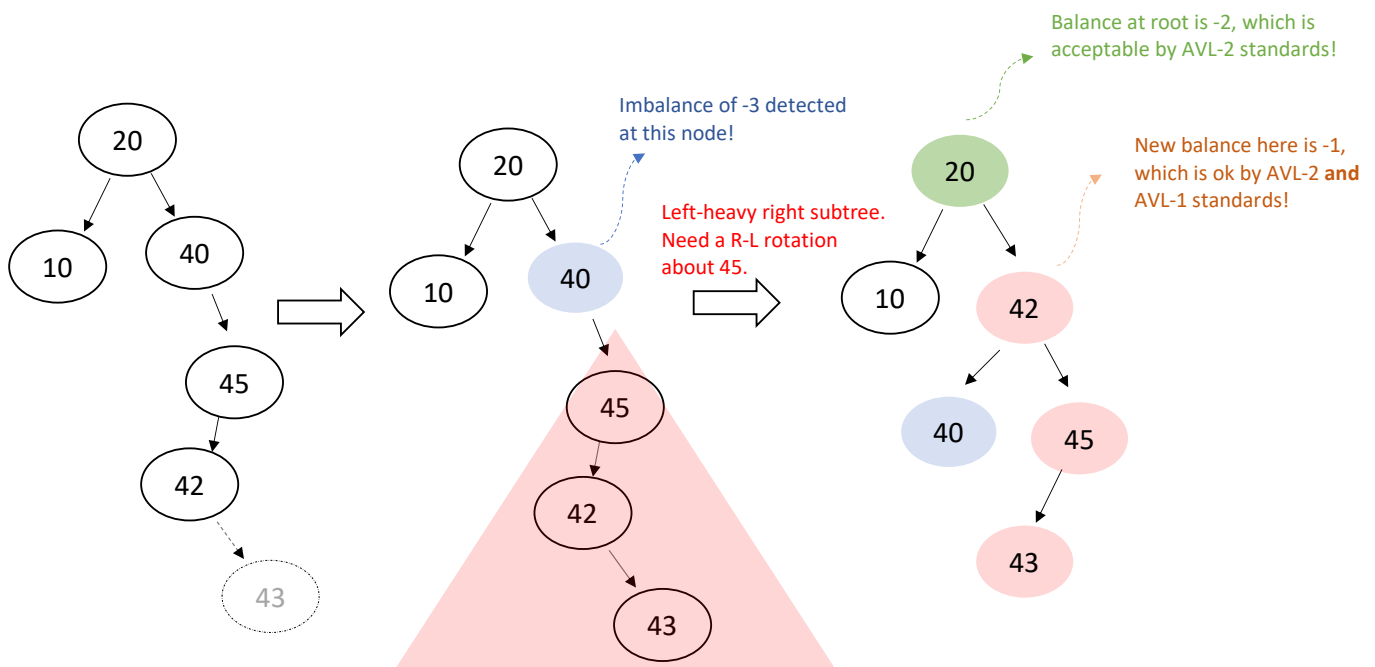 Balance at root is -2, which is
acceptable by AVL-2 standards!
Imbalance of -3 detected
at this node!
New balance here is -1,
which is ok by AVL-2 and
AVL-1 standards!
Left-heavy right subtree.
Need a R-L rotation
about 45.
20
10
40
45
42
43
20
10
40
45
42
43
20
10
42
40
45
43